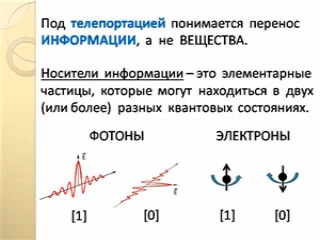 Под телепортацией понимается перенос
ИНФОРМАЦИИ, а не ВЕЩЕСТВА.
Носители информации – это элементарные
частицы, которые могут находиться в двух
(или более) разных квантовых состояниях.
ФОТОНЫ ЭЛЕКТРОНЫ
E E
[1] [0] [1] [0]